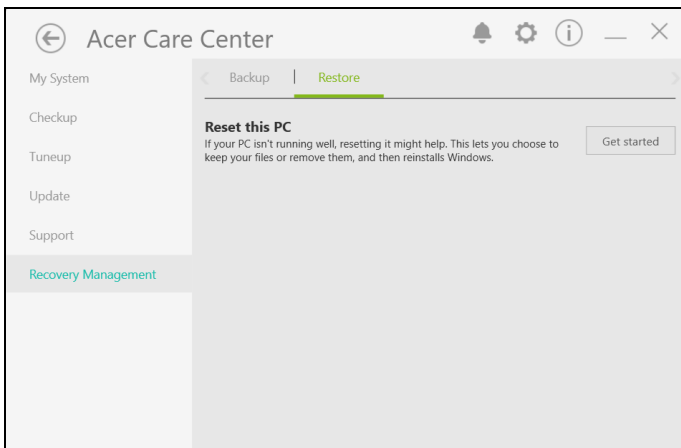 Acer Care Center
My System
Checkup
Tuneup
Update
Support
Recovery Management
Backup
Restore
Reset this PC
If your PC isn't running well, resetting it might help. This lets you choose to
keep your files or remove them, and then reinstalls Windows.
Get started